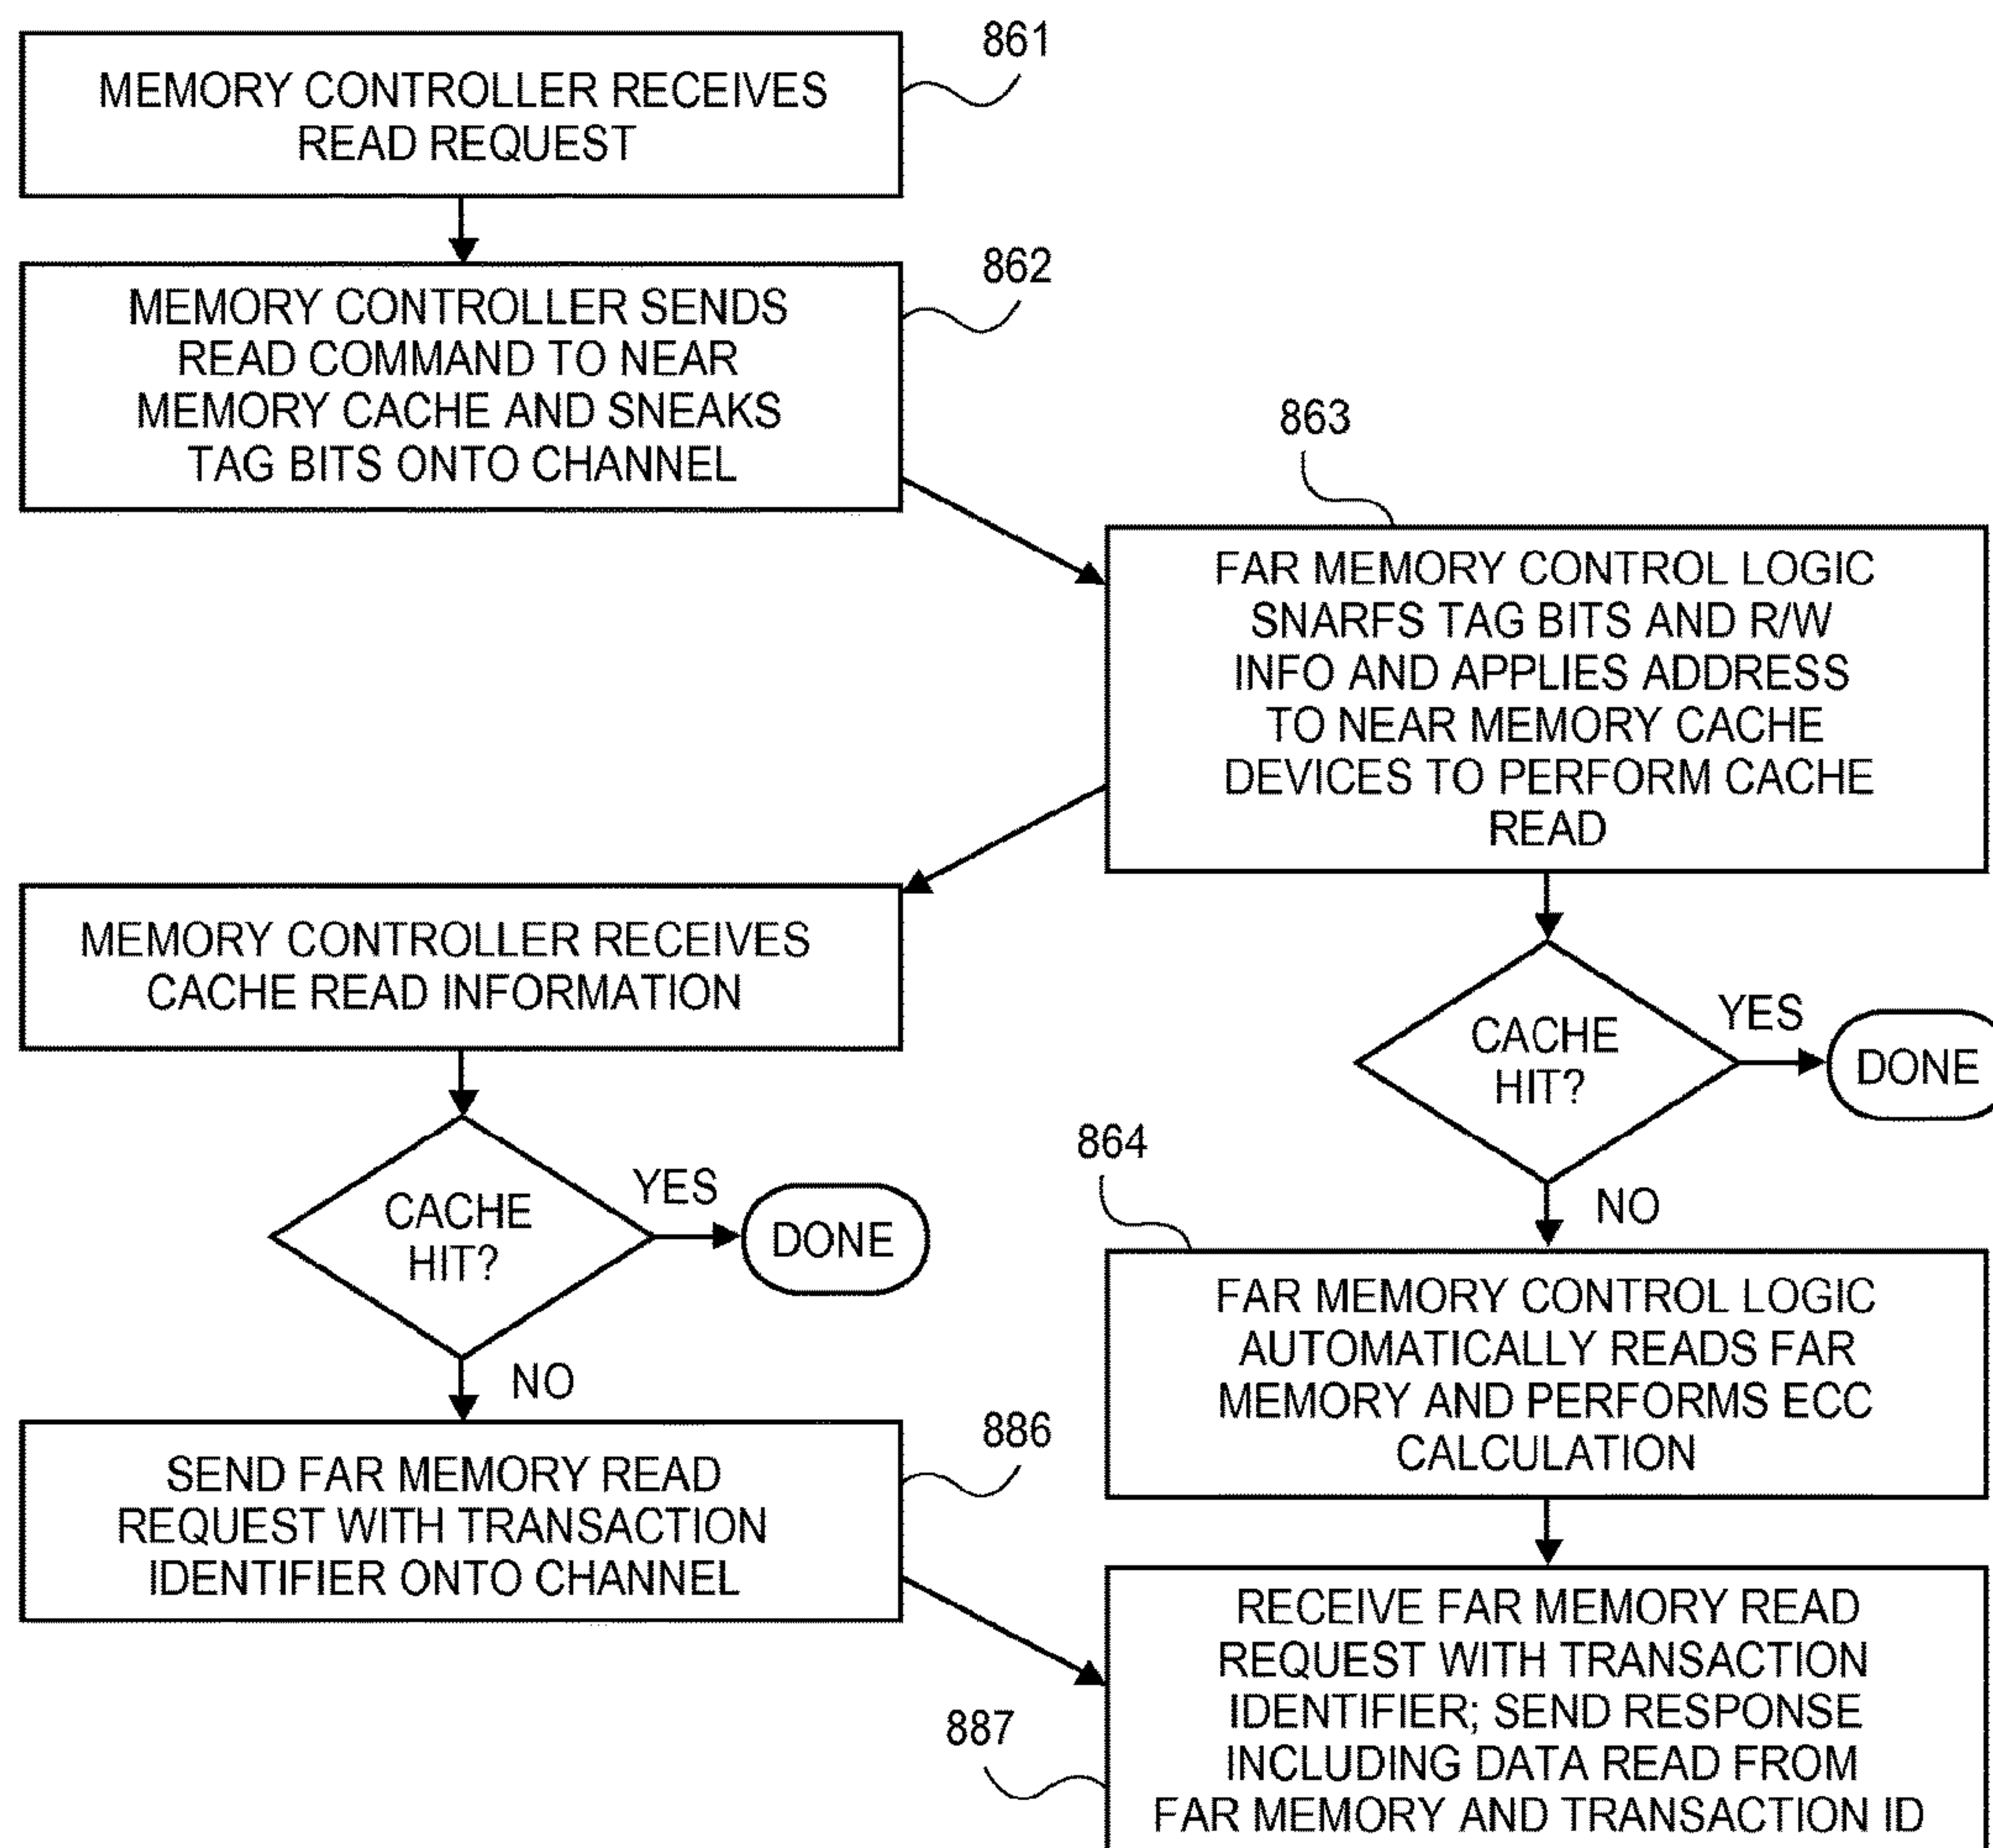 861
MEMORY CONTROLLER RECEIVES
READ REQUEST
862
MEMORY CONTROLLER SENDS
READ COMMAND TO NEAR
MEMORY CACHE AND SNEAKS
TAG BITS ONTO CHANNEL
863
FAR MEMORY CONTROL LOGIC
SNARFS TAG BITS AND R/W
INFO AND APPLIES ADDRESS
TO NEAR MEMORY CACHE
DEVICES TO PERFORM CACHE
READ
MEMORY CONTROLLER RECEIVES
CACHE READ INFORMATION
CACHE
HIT?
YES
DONE
NO
CACHE
HIT?
YES
DONE
NO
864
FAR MEMORY CONTROL LOGIC
AUTOMATICALLY READS FAR
MEMORY AND PERFORMS ECC
CALCULATION
886
SEND FAR MEMORY READ
REQUEST WITH TRANSACTION
IDENTIFIER ONTO CHANNEL
887
RECEIVE FAR MEMORY READ
REQUEST WITH TRANSACTION
IDENTIFIER; SEND RESPONSE
INCLUDING DATA READ FROM
FAR MEMORY AND TRANSACTION ID